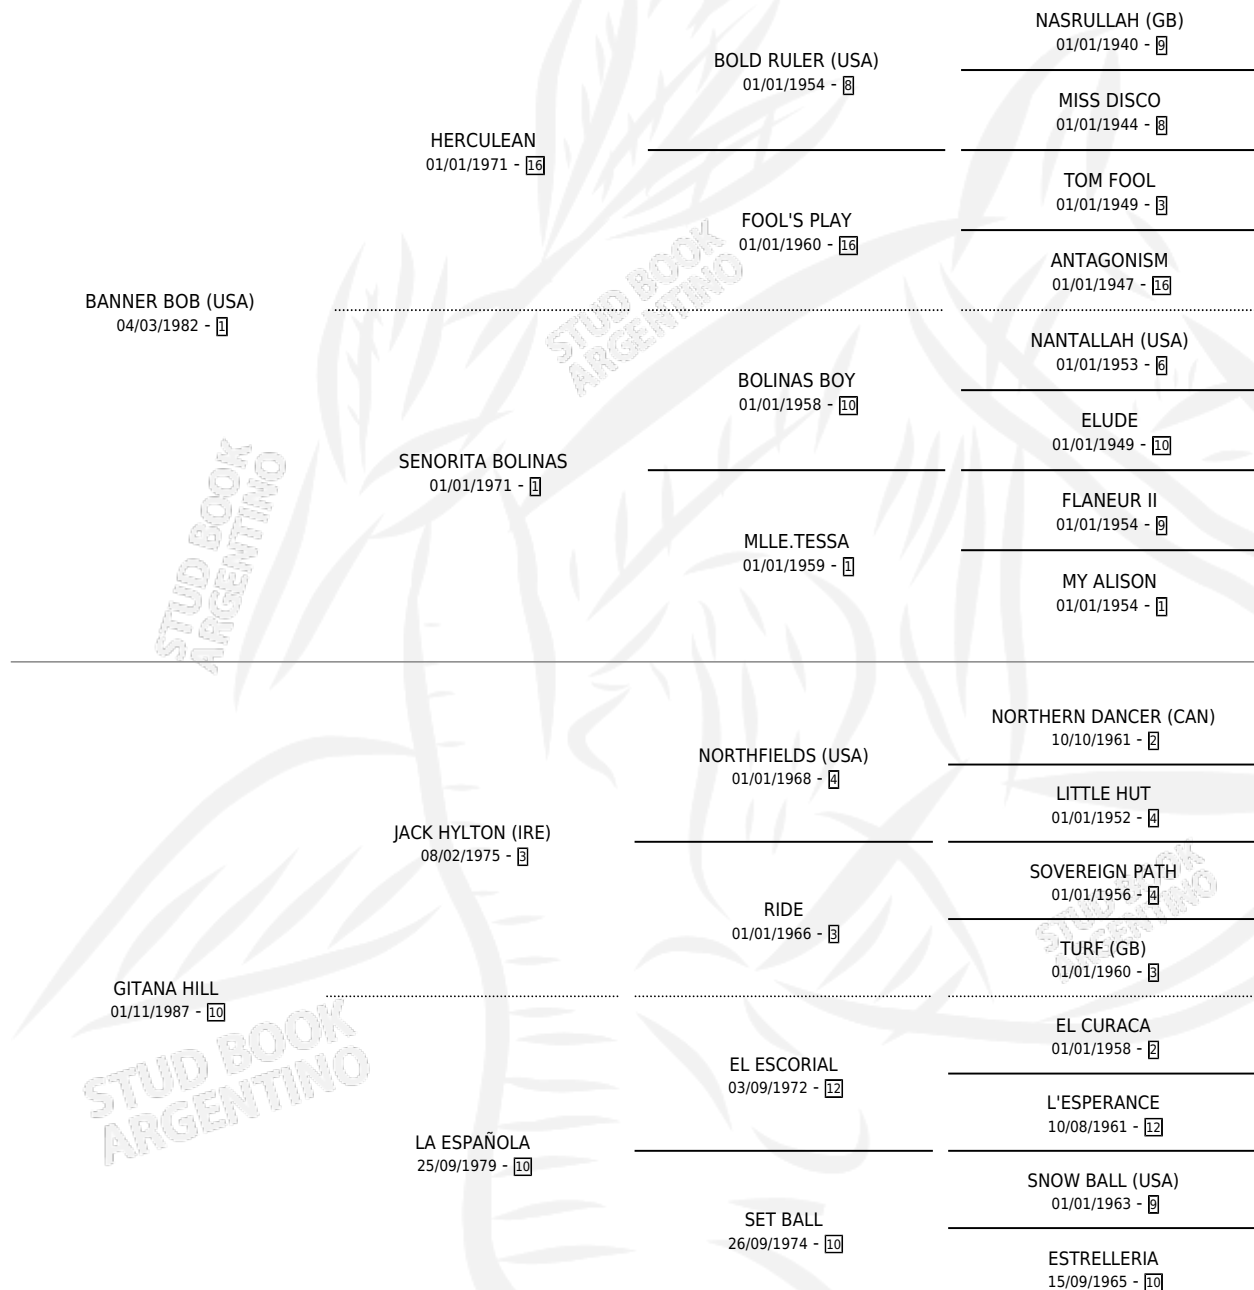 NASRULLAH (GB)
01/01/1940 - 9
BOLD RULER (USA)
01/01/1954 - 8
MISS DISCO
01/01/1944 - 8
HERCULEAN
01/01/1971 - 16
TOM FOOL
01/01/1949 - 3
FOOL'S PLAY
01/01/1960 - 16
ANTAGONISM
01/01/1947 - 16
BANNER BOB (USA)
04/03/1982 - 1
NANTALLAH (USA)
01/01/1953 - 6
BOLINAS BOY
01/01/1958 - 10
ELUDE
01/01/1949 - 10
SENORITA BOLINAS
01/01/1971 - 1
FLANEUR II
01/01/1954 - 9
MLLE.TESSA
01/01/1959 - 1
MY ALISON
01/01/1954 - 1
NORTHERN DANCER (CAN)
10/10/1961 - 2
NORTHFIELDS (USA)
01/01/1968 - 4
LITTLE HUT
01/01/1952 - 4
JACK HYLTON (IRE)
08/02/1975 - 3
SOVEREIGN PATH
01/01/1956 - 4
RIDE
01/01/1966 - 3
TURF (GB)
01/01/1960 - 3
GITANA HILL
01/11/1987 - 10
EL CURACA
01/01/1958 - 2
EL ESCORIAL
03/09/1972 - 12
L'ESPERANCE
10/08/1961 - 12
LA ESPAÑOLA
25/09/1979 - 10
SNOW BALL (USA)
01/01/1963 - 9
SET BALL
26/09/1974 - 10
ESTRELLERIA
15/09/1965 - 10
STUD BOOK
ARGENTINO
STUD BOOK
ARGENTINO
STUD BOOK
ARGENTINO
STUD BOOK
ARGENTINO